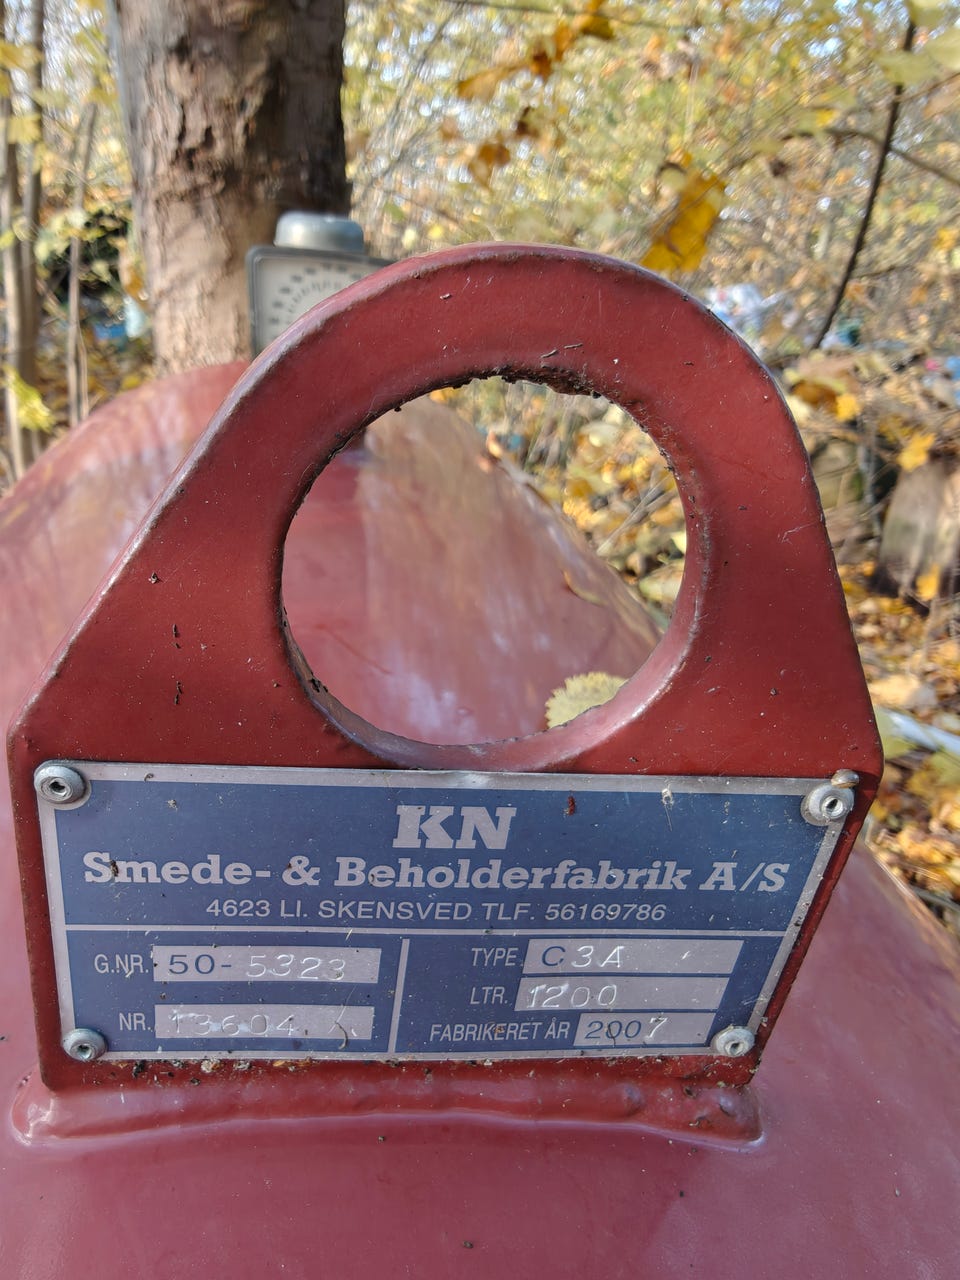 KN
Smede- & Beholderfabrik A/S
4623 LI. SKENSVED TLF. 56169786
G.NR. 50-5323
NR. 13604
TYPE C3A
LTR. 1200
FABRIKERET ÅR 2007